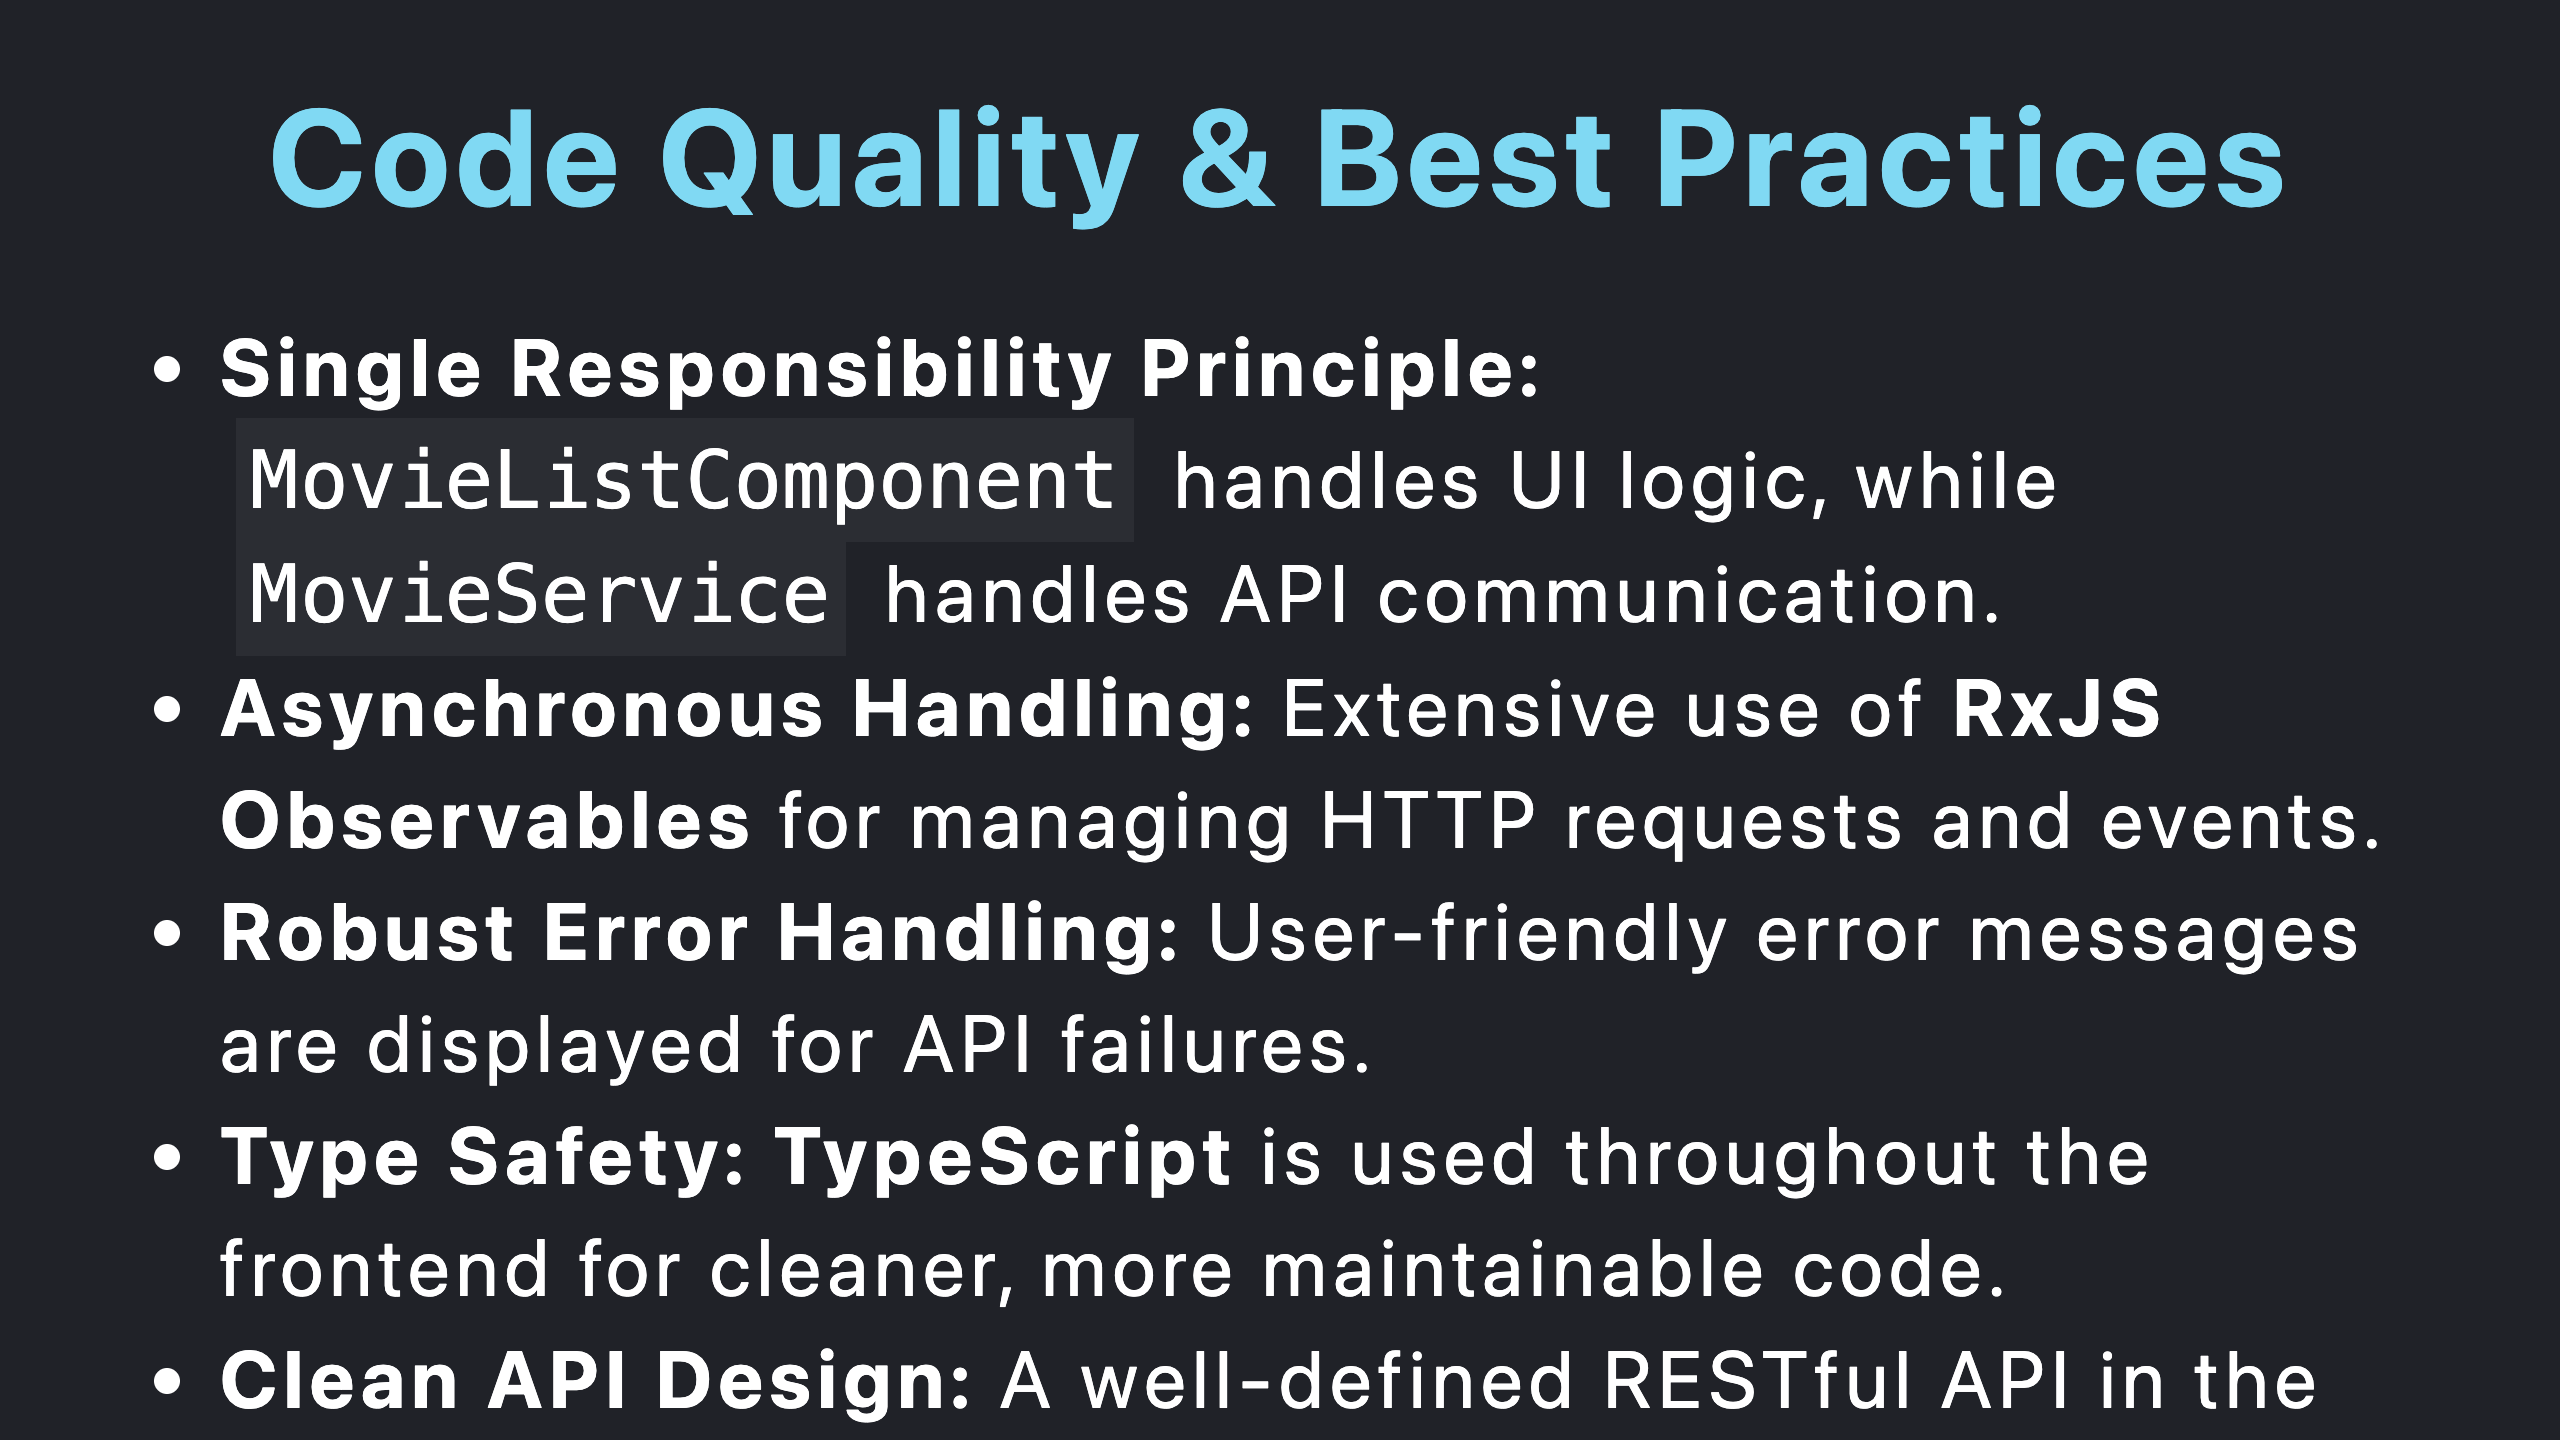 Code Quality & Best Practices
• Single Responsibility Principle:
MovieListComponent handles UI logic, while
MovieService handles API communication.
• Asynchronous Handling: Extensive use of RxJS
Observables for managing HTTP requests and events.
• Robust Error Handling: User-friendly error messages
are displayed for API failures.
• Type Safety: TypeScript is used throughout the
frontend for cleaner, more maintainable code.
• Clean API Design: A well-defined RESTful API in the